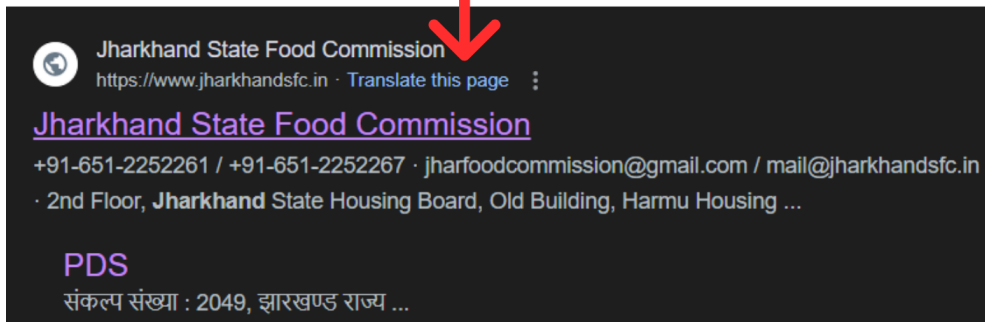 Jharkhand State Food Commission
https://www.jharkhandsfc.in · Translate this page
Jharkhand State Food Commission
+91-651-2252261 / +91-651-2252267 · jharfoodcommission@gmail.com / mail@jharkhandsfc.in
· 2nd Floor, Jharkhand State Housing Board, Old Building, Harmu Housing ...
PDS
संकल्प संख्या : 2049, झारखण्ड राज्य ...